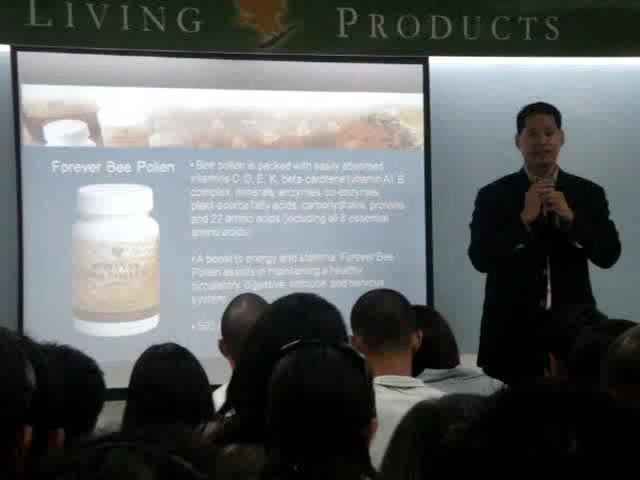 LIVING PRODUCTS
Forever Bee Pollen
• Bee pollen is packed with easily absorbed
vitamins C, D, E, K, beta-carotene (vitamin A), B
complex, minerals, enzymes, co-enzymes,
plant-source fatty acids, carbohydrates, proteins
and 22 amino acids (including all 8 essential
amino acids).
• A boost to energy and stamina, Forever Bee
Pollen assists in maintaining a healthy
circulatory, digestive, immune and nervous
system.